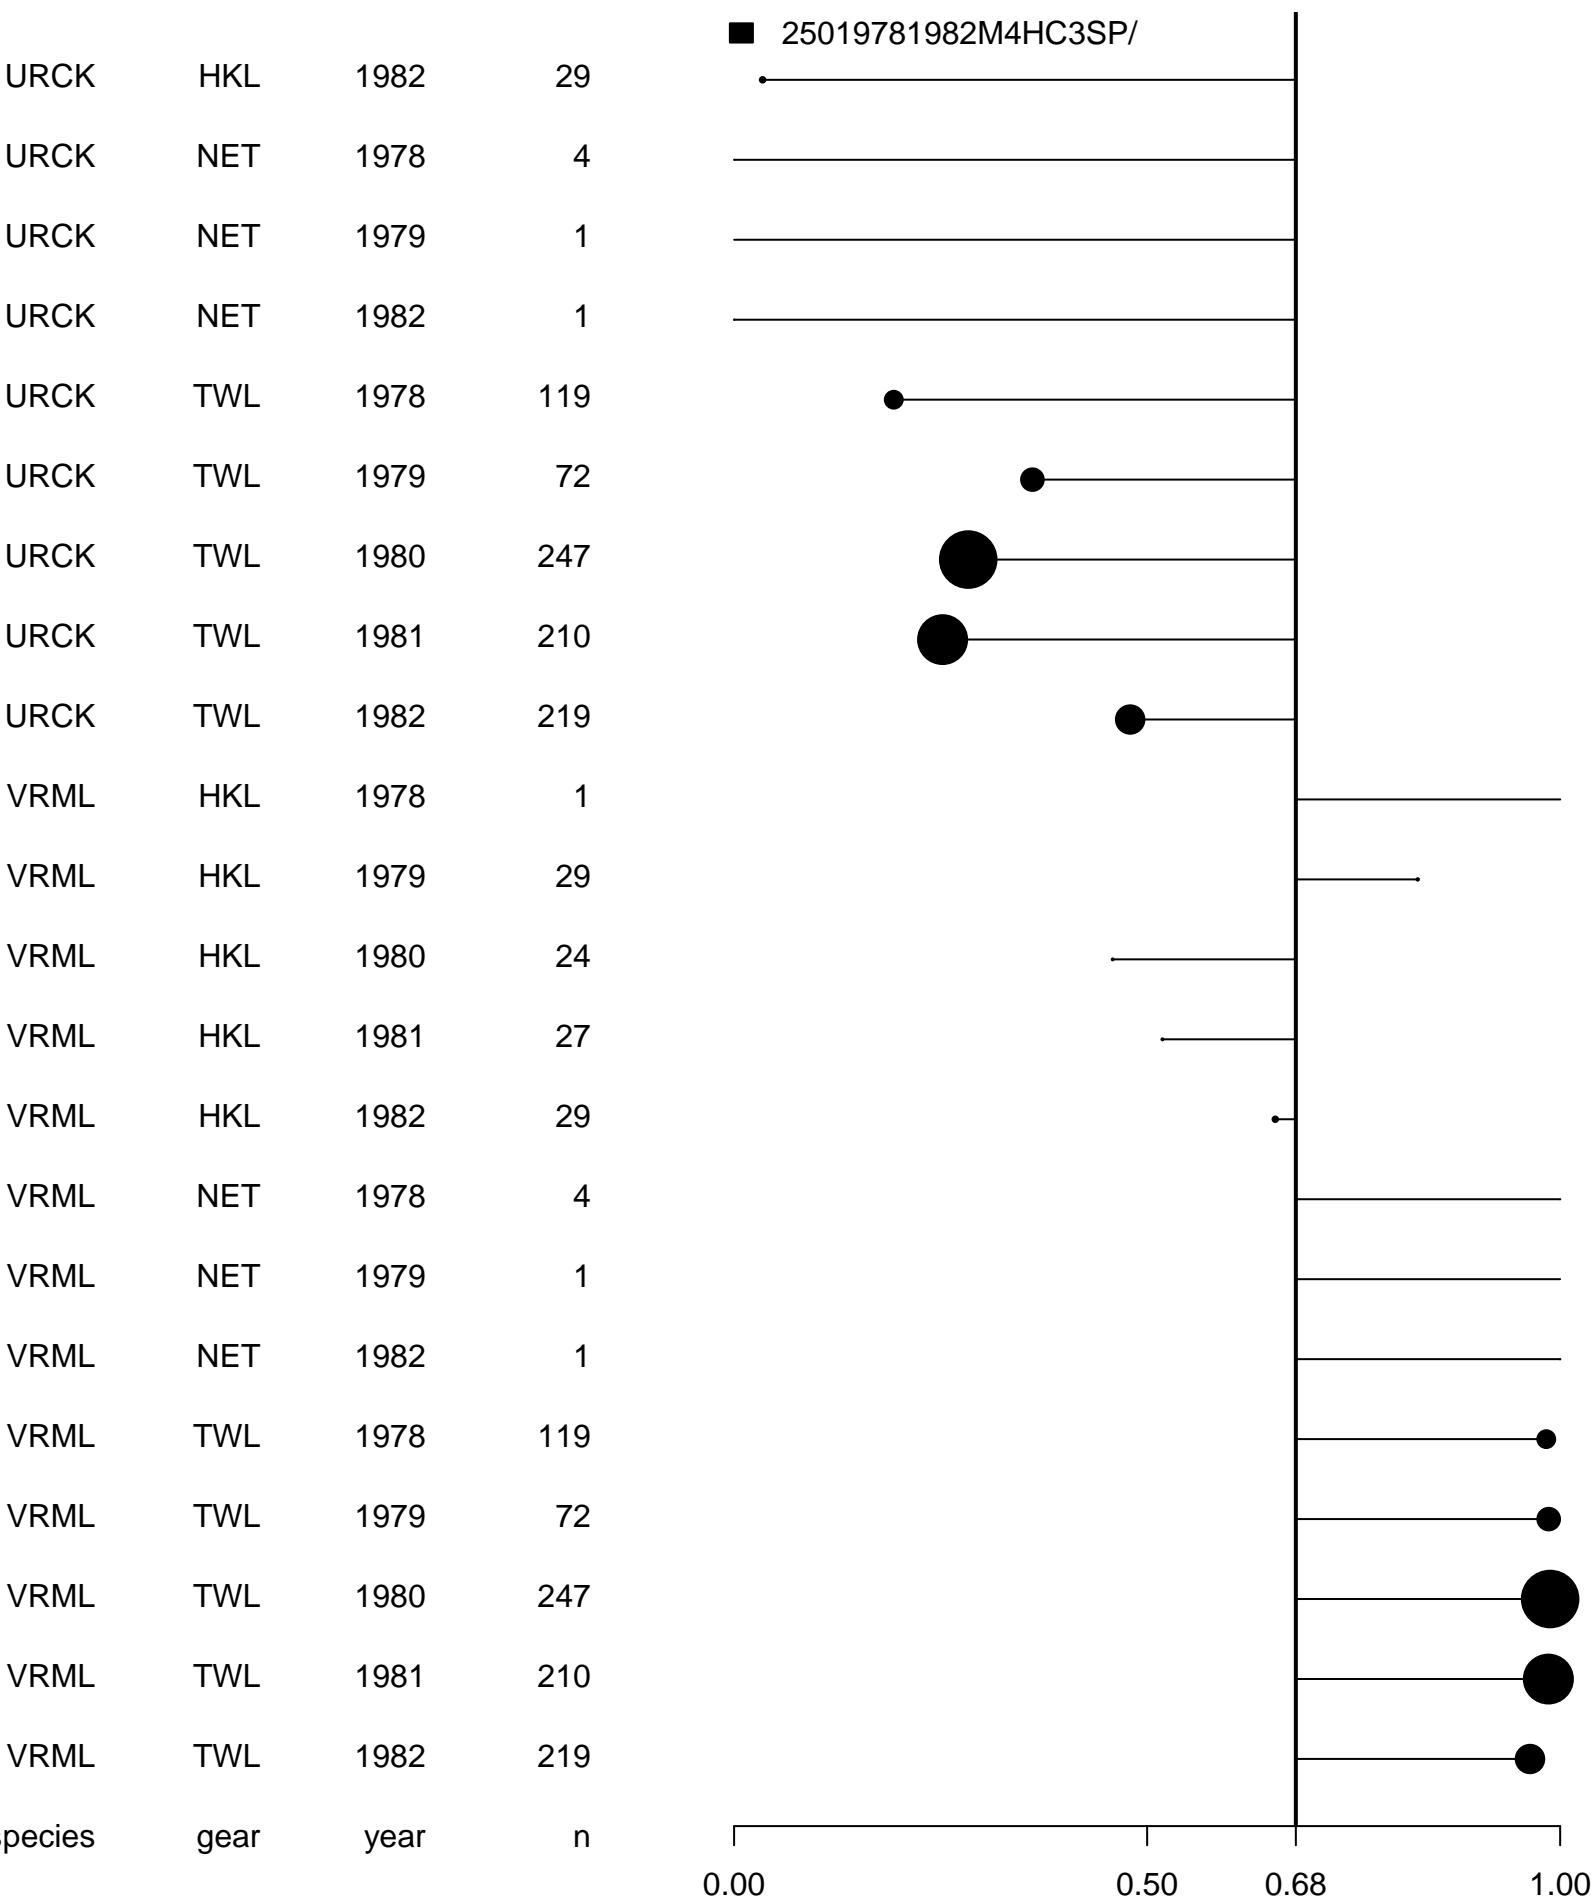 25019781982M4HC3SP/
URCK HKL 1982 29
URCK NET 1978 4
URCK NET 1979 1
URCK NET 1982 1
URCK TWL 1978 119
URCK TWL 1979 72
URCK TWL 1980 247
URCK TWL 1981 210
URCK TWL 1982 219
VRML HKL 1978 1
VRML HKL 1979 29
VRML HKL 1980 24
VRML HKL 1981 27
VRML HKL 1982 29
VRML NET 1978 4
VRML NET 1979 1
VRML NET 1982 1
VRML TWL 1978 119
VRML TWL 1979 72
VRML TWL 1980 247
VRML TWL 1981 210
VRML TWL 1982 219
species gear year n
0.00 0.50 0.68 1.00